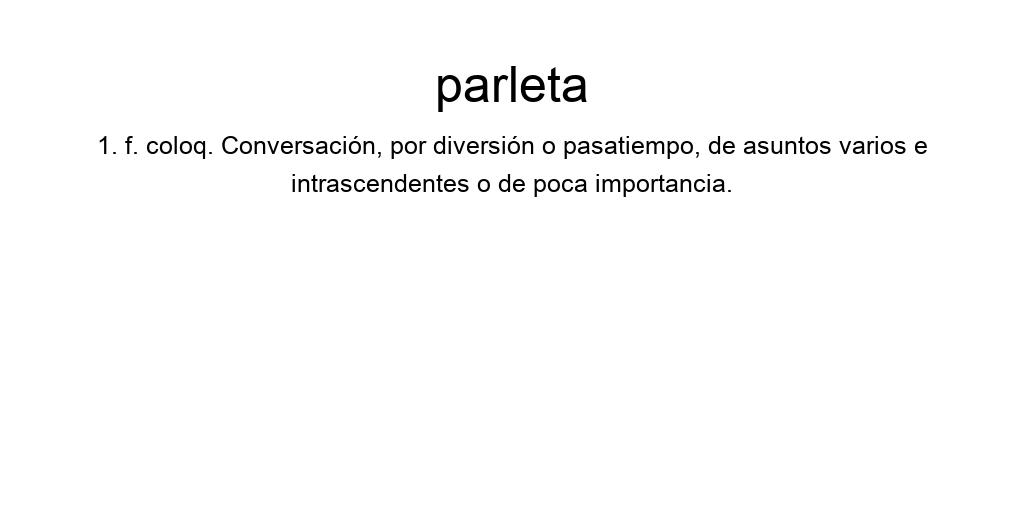 parleta
1. f. coloq. Conversación, por diversión o pasatiempo, de asuntos varios e
intrascendentes o de poca importancia.